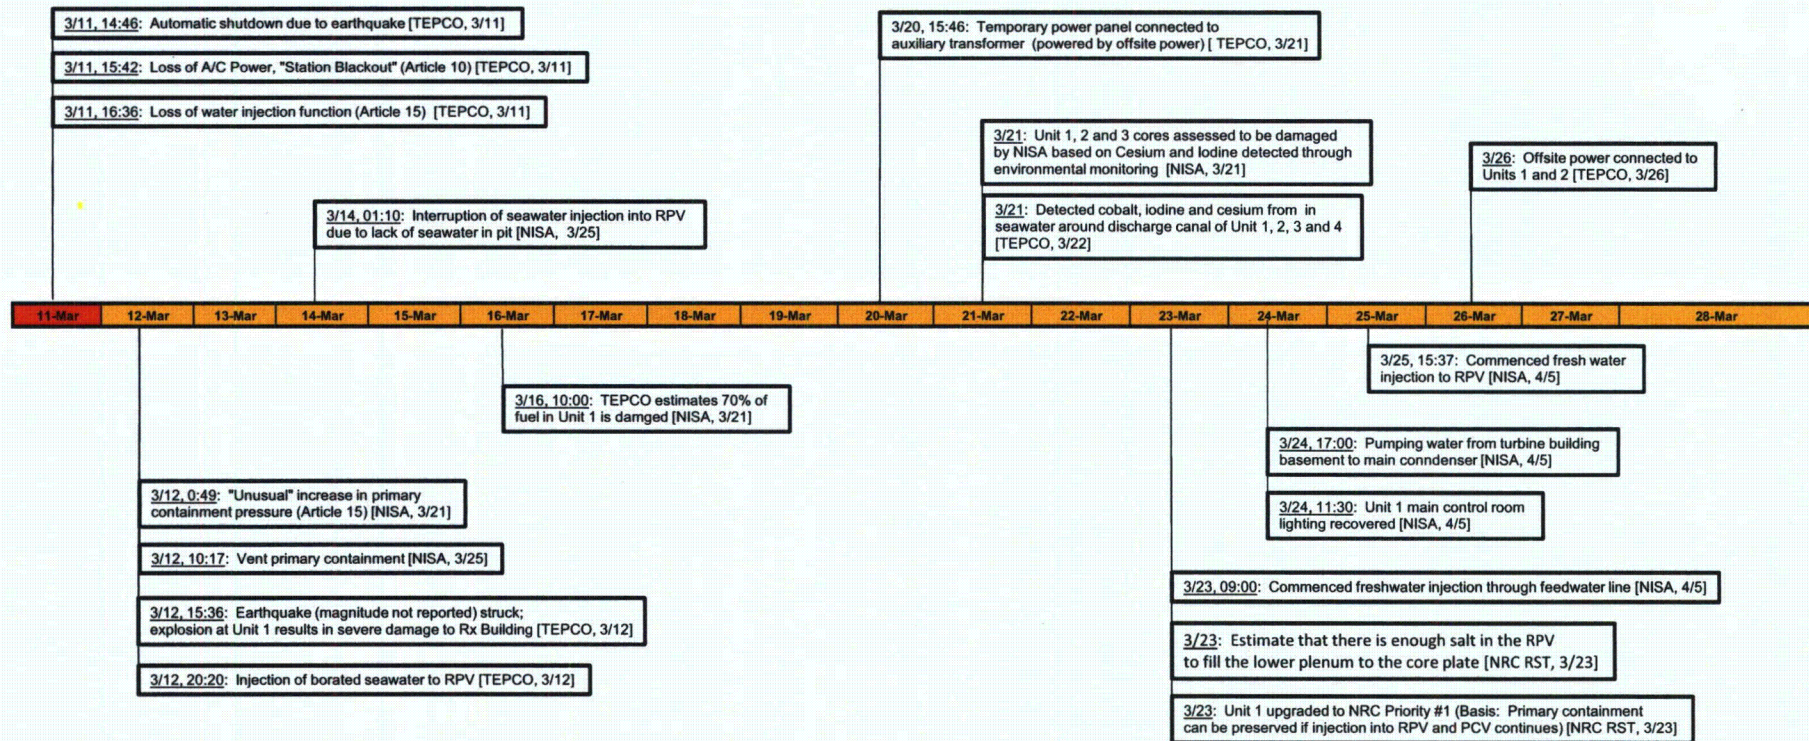 3/11, 14:46: Automatic shutdown due to earthquake [TEPCO, 3/11]
3/11, 15:42: Loss of A/C Power, "Station Blackout" (Article 10) [TEPCO, 3/11]
3/11, 16:36: Loss of water injection function (Article 15) [TEPCO, 3/11]
3/14, 01:10: Interruption of seawater injection into RPV
due to lack of seawater in pit [NISA, 3/25]
3/20, 15:46: Temporary power panel connected to
auxiliary transformer (powered by offsite power) [ TEPCO, 3/21]
3/21: Unit 1, 2 and 3 cores assessed to be damaged
by NISA based on Cesium and Iodine detected through
environmental monitoring [NISA, 3/21]
3/21: Detected cobalt, iodine and cesium from in
seawater around discharge canal of Unit 1, 2, 3 and 4
[TEPCO, 3/22]
3/26: Offsite power connected to
Units 1 and 2 [TEPCO, 3/26]
11-Mar 12-Mar 13-Mar 14-Mar 15-Mar 16-Mar 17-Mar 18-Mar 19-Mar 20-Mar 21-Mar 22-Mar 23-Mar 24-Mar 25-Mar 26-Mar 27-Mar 28-Mar
3/16, 10:00: TEPCO estimates 70% of
fuel in Unit 1 is damged [NISA, 3/21]
3/12, 0:49: "Unusual" increase in primary
containment pressure (Article 15) [NISA, 3/21]
3/12, 10:17: Vent primary containment [NISA, 3/25]
3/12, 15:36: Earthquake (magnitude not reported) struck;
explosion at Unit 1 results in severe damage to Rx Building [TEPCO, 3/12]
3/12, 20:20: Injection of borated seawater to RPV [TEPCO, 3/12]
3/25, 15:37: Commenced fresh water
injection to RPV [NISA, 4/5]
3/24, 17:00: Pumping water from turbine building
basement to main conndenser [NISA, 4/5]
3/24, 11:30: Unit 1 main control room
lighting recovered [NISA, 4/5]
3/23, 09:00: Commenced freshwater injection through feedwater line [NISA, 4/5]
3/23: Estimate that there is enough salt in the RPV
to fill the lower plenum to the core plate [NRC RST, 3/23]
3/23: Unit 1 upgraded to NRC Priority #1 (Basis: Primary containment
can be preserved if injection into RPV and PCV continues) [NRC RST, 3/23]